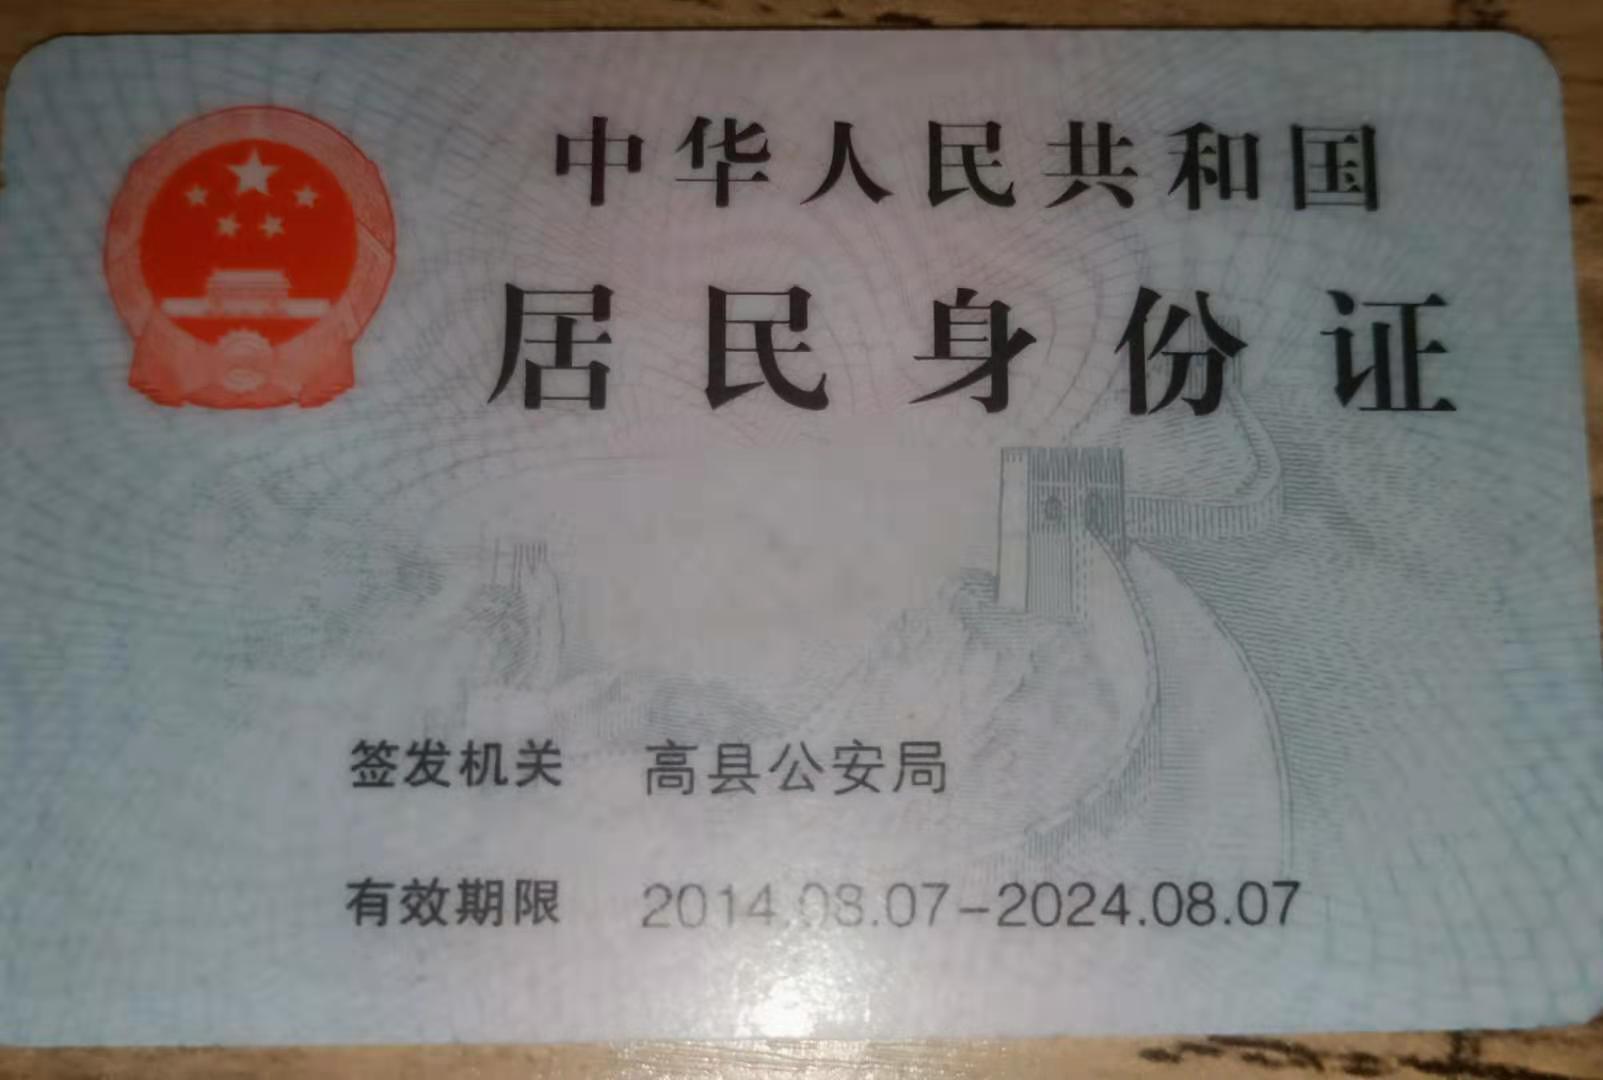 中华人民共和国
居民身份证
签发机关 高县公安局
有效期限 2014.08.07-2024.08.07